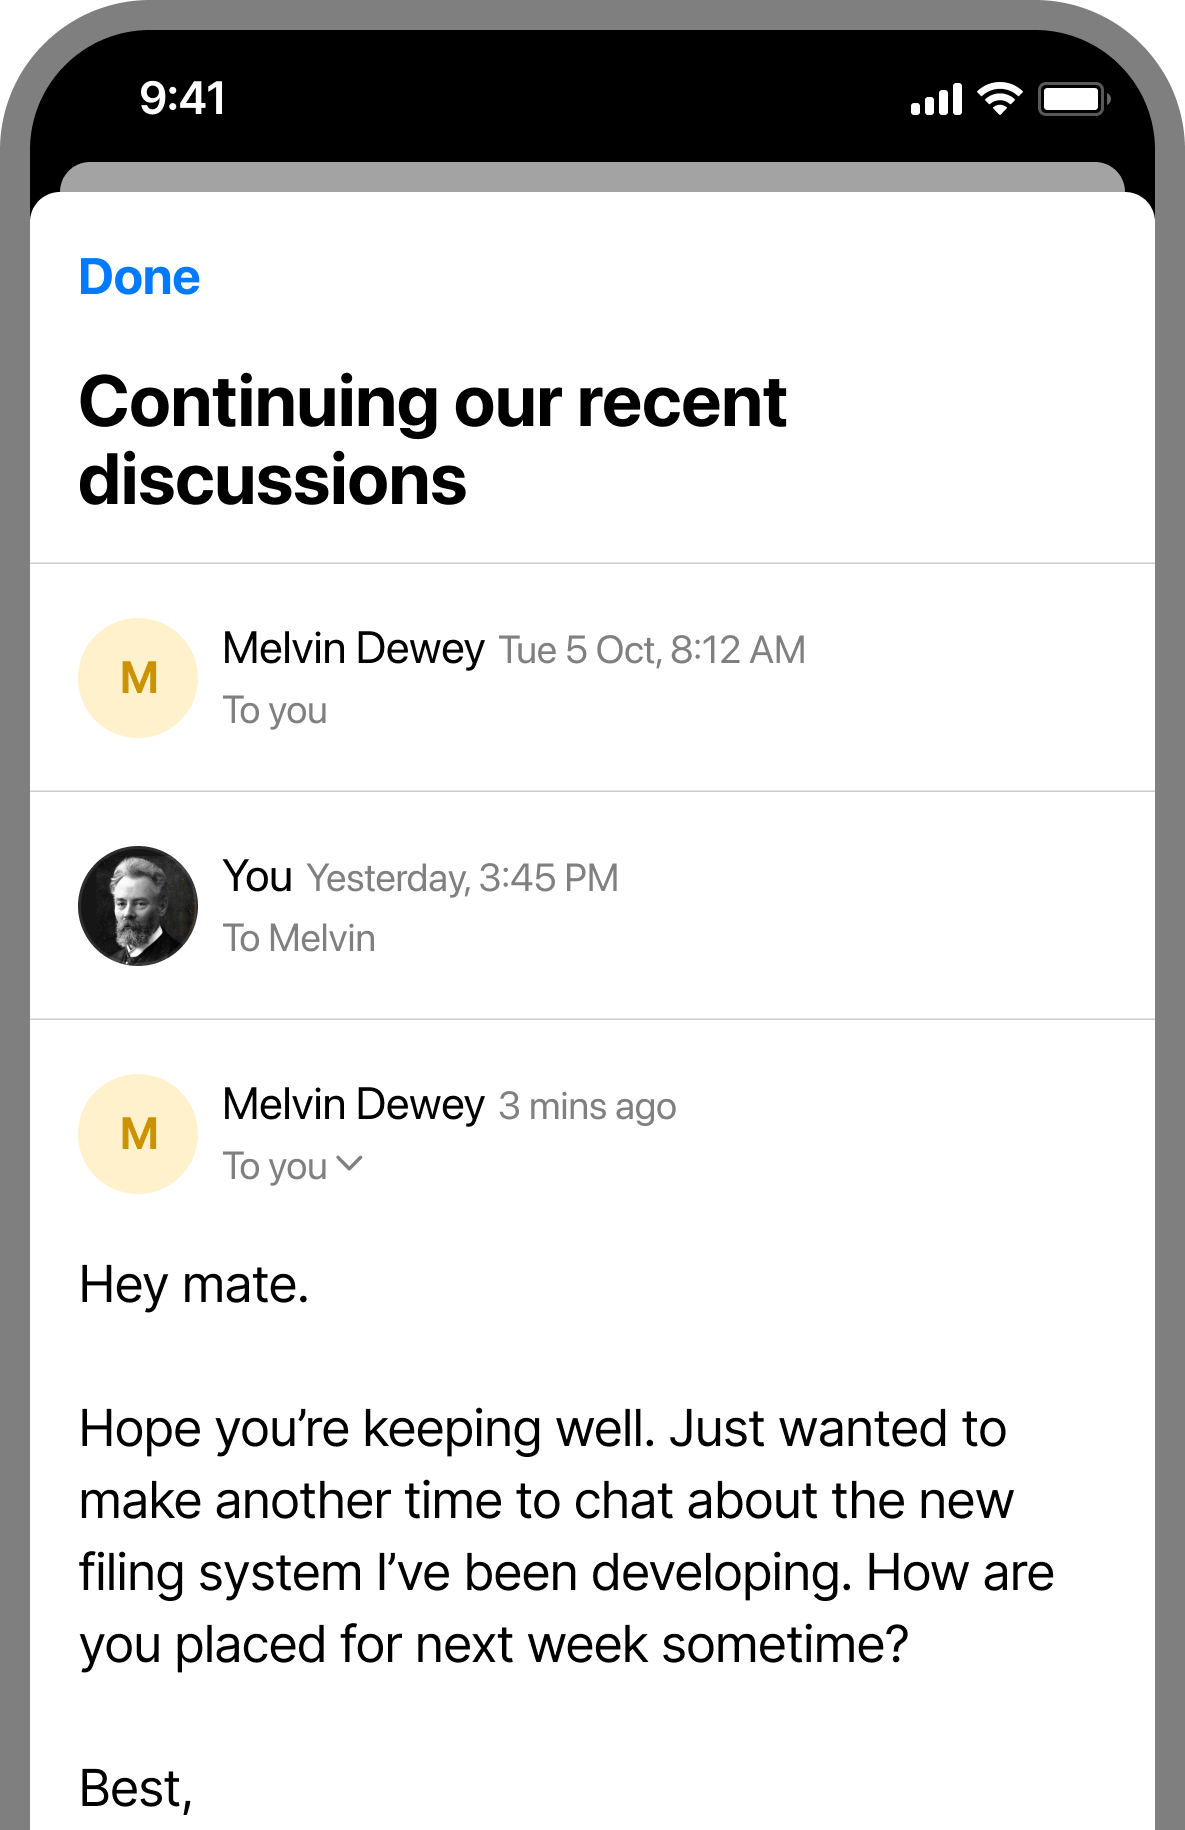 9:41
Done
Continuing our recent
discussions
M
Melvin Dewey Tue 5 Oct, 8:12 AM
To you
You Yesterday, 3:45 PM
To Melvin
M
Melvin Dewey 3 mins ago
To you
Hey mate.
Hope you’re keeping well. Just wanted to
make another time to chat about the new
filing system I’ve been developing. How are
you placed for next week sometime?
Best,